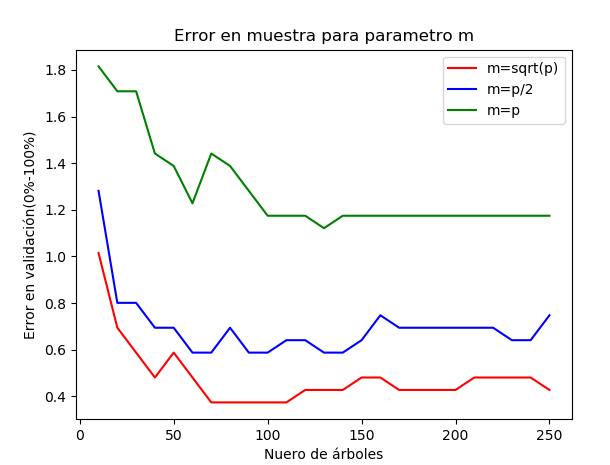 Error en muestra para parametro m
m=sqrt(p)
m=p/2
m=p
Error en validación(0%-100%)
1.8
1.6
1.4
1.2
1.0
0.8
0.6
0.4
0 50 100 150 200 250
Nuero de árboles